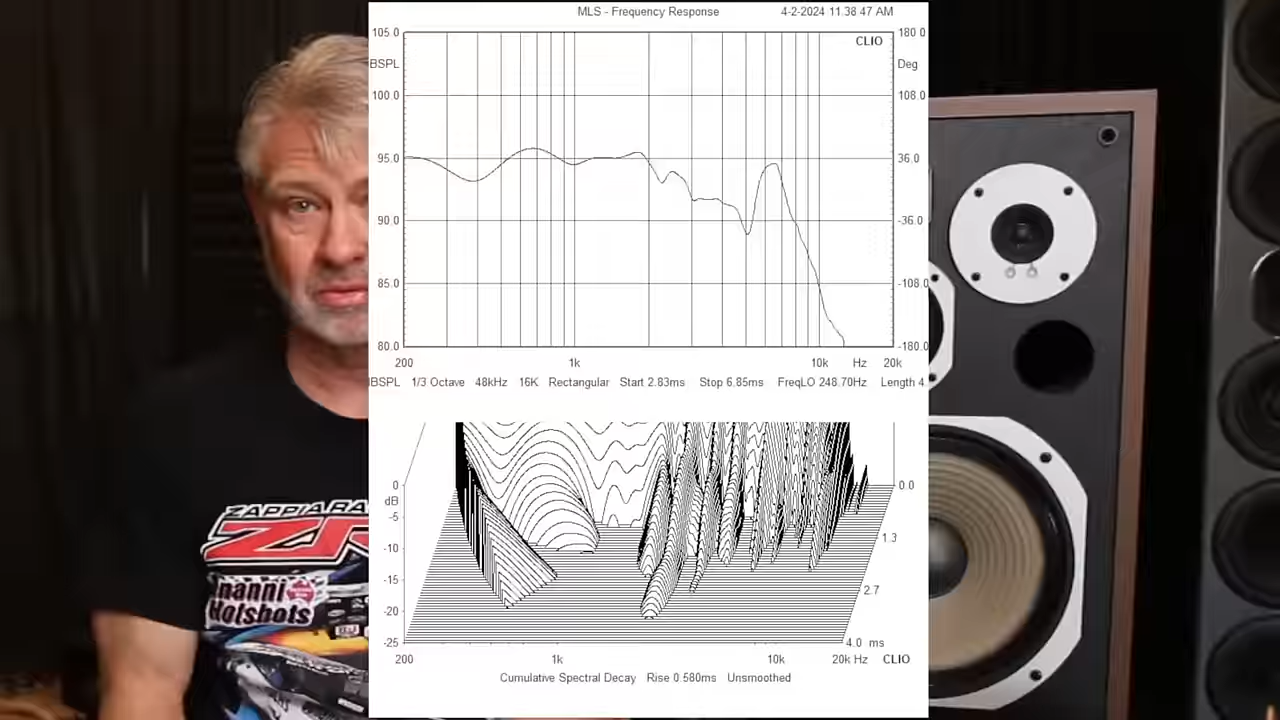 MLS - Frequency Response 4-2-2024 11.38 47 AM
105.0 180.0
CLIO
BSPL Deg
100.0 108.0
95.0 36.0
90.0 -36.0
85.0 -108.0
80.0 -180.0
200 1k 10k Hz 20k
BSPL 1/3 Octave 48kHz 16K Rectangular Start 2.83ms Stop 6.85ms FreqLO 248.70Hz Length 4
0 0.0
dB
-5
-10 1.3
-15
2.7
-20
-25 4.0 ms
200 1k 10k 20k Hz CLIO
Cumulative Spectral Decay Rise 0.580ms Unsmoothed
ZAPPIA RA
ZR
nanni
Hotshots